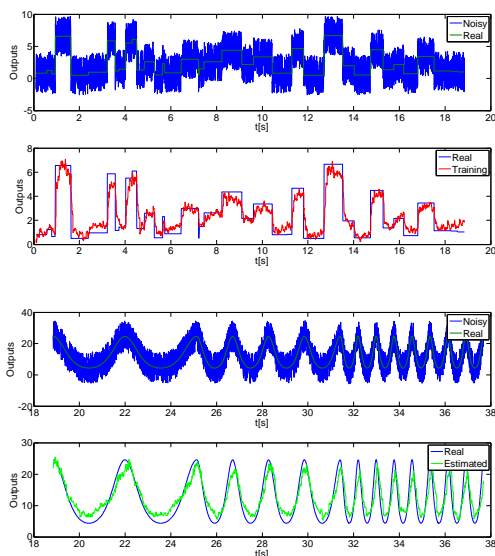 10
5
0
-5
Outputs
Noisy
Real
0 2 4 6 8 10 12 14 16 18 20
t[s]
8
6
4
2
0
Outputs
Real
Training
0 2 4 6 8 10 12 14 16 18 20
t[s]
40
20
0
-20
Outputs
Noisy
Real
18 20 22 24 26 28 30 32 34 36 38
t[s]
30
20
10
0
Outputs
Real
Estimated
18 20 22 24 26 28 30 32 34 36 38
t[s]